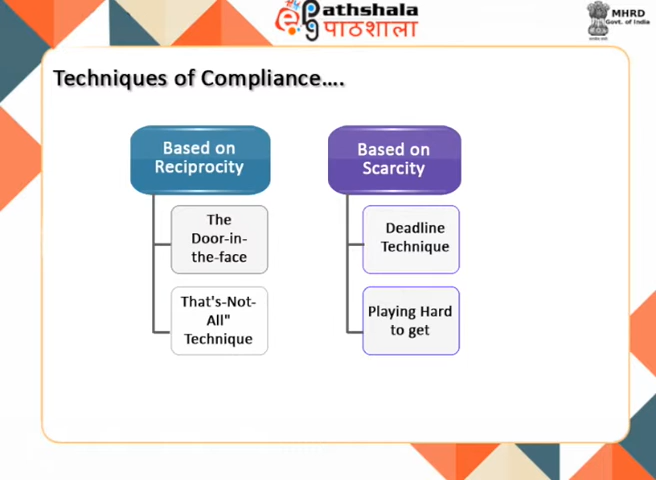 ePathshala
पाठशाला
MHRD
Govt. of India
Techniques of Compliance....
Based on
Reciprocity
The
Door-in-
the-face
That's-Not-
All"
Technique
Based on
Scarcity
Deadline
Technique
Playing Hard
to get